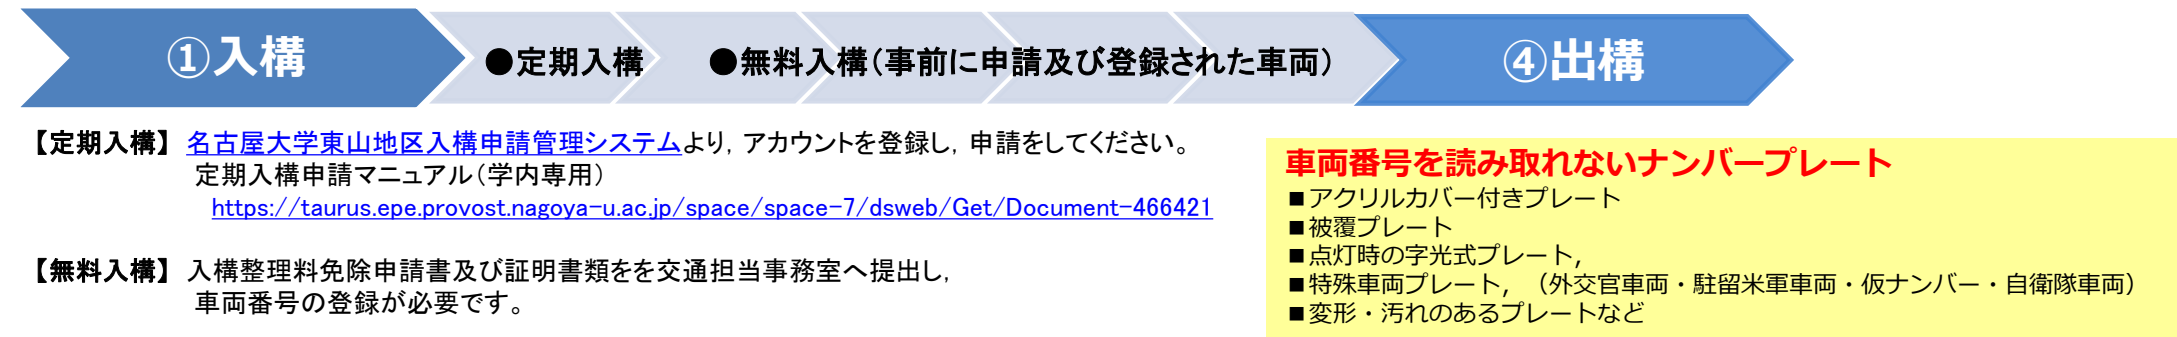 ①入構
●定期入構　●無料入構（事前に申請及び登録された車両）
④出構
【定期入構】 名古屋大学東山地区入構申請管理システムより，アカウントを登録し，申請をしてください。
定期入構申請マニュアル（学内専用）
https://taurus.epe.provost.nagoya-u.ac.jp/space/space-7/dsweb/Get/Document-466421
【無料入構】 入構整理料免除申請書及び証明書類をを交通担当事務室へ提出し，
車両番号の登録が必要です。
車両番号を読み取れないナンバープレート
■アクリルカバー付きプレート
■被覆プレート
■点灯時の字光式プレート，
■特殊車両プレート，（外交官車両・駐留米軍車両・仮ナンバー・自衛隊車両）
■変形・汚れのあるプレートなど